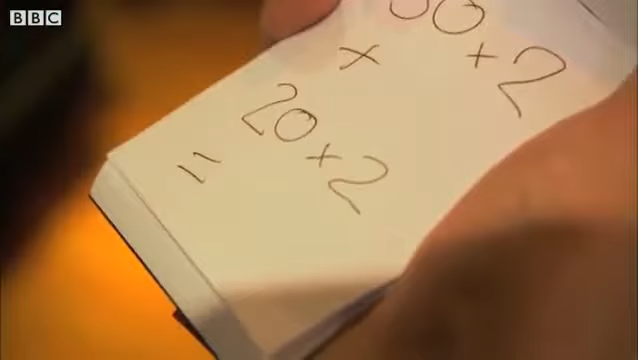 BBC
0 + 2
×
20 + 2
=